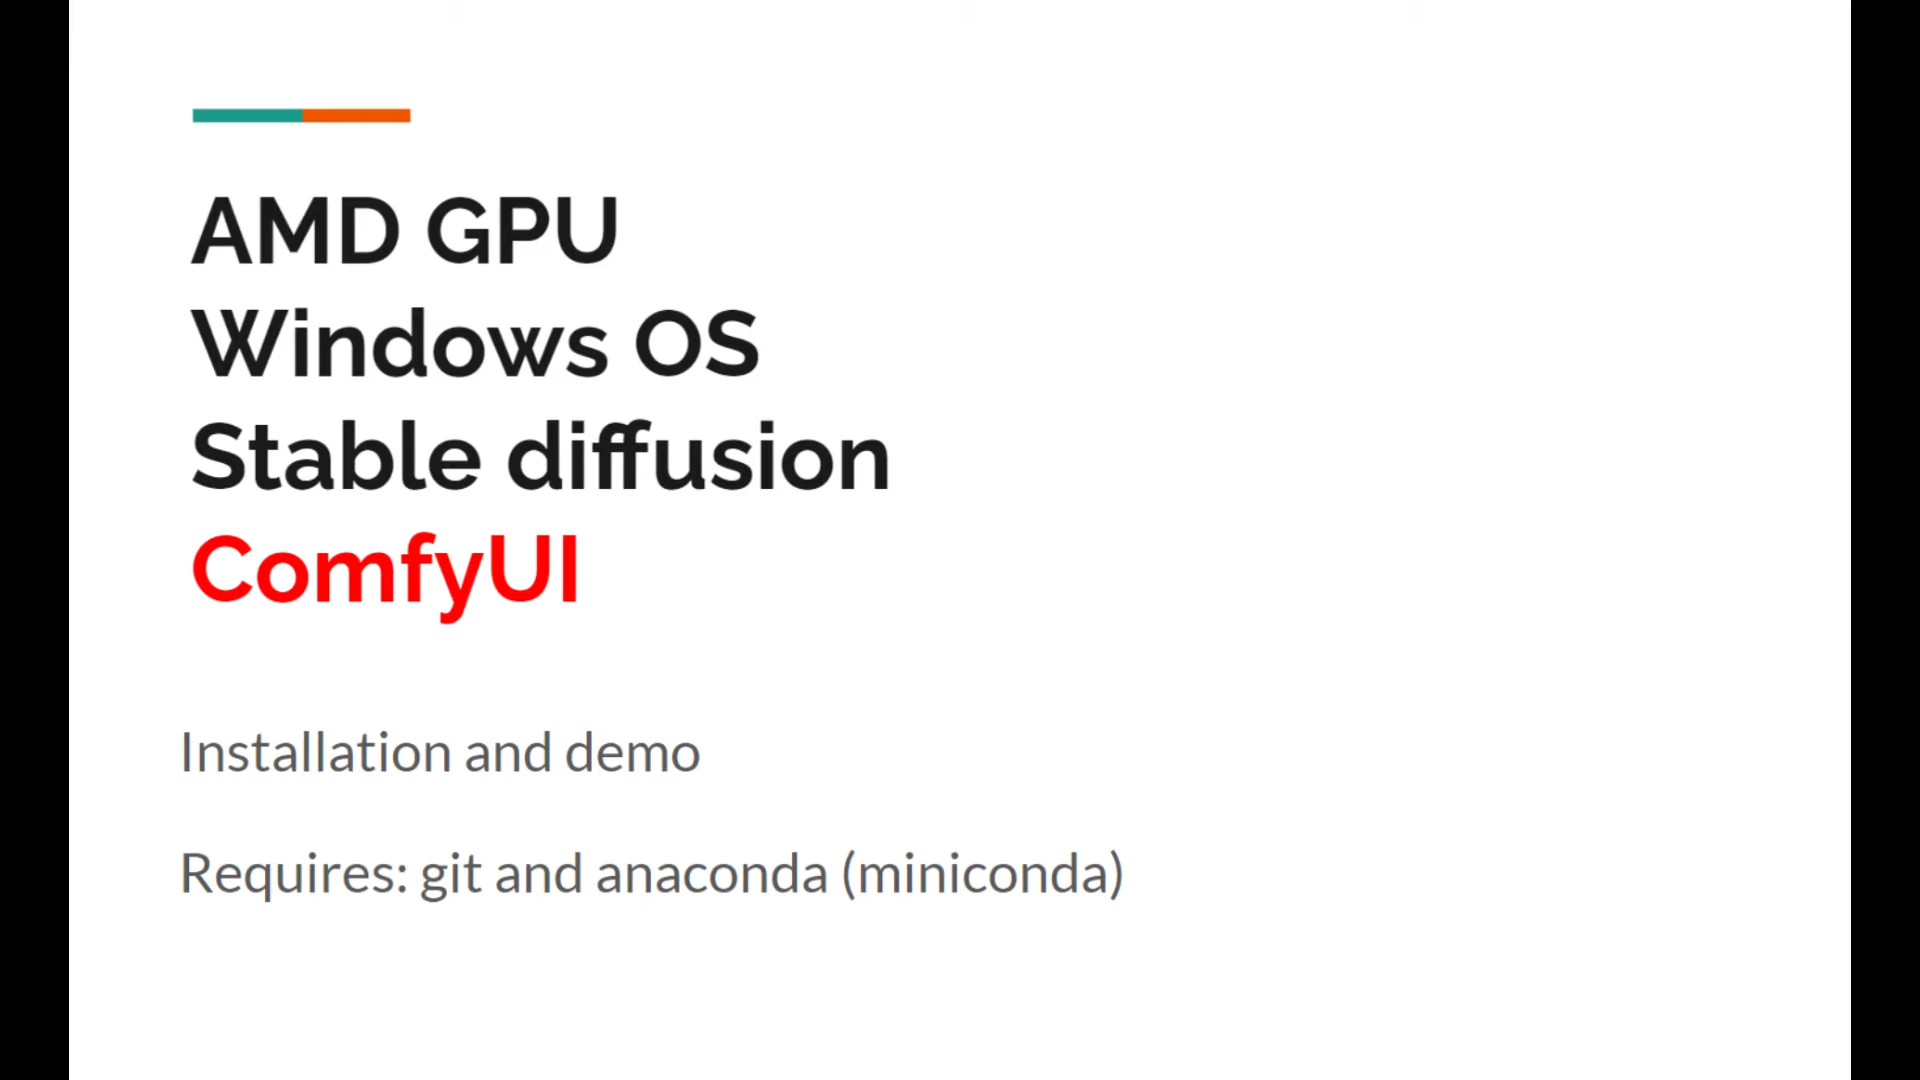 AMD GPU
Windows OS
Stable diffusion
ComfyUI
Installation and demo
Requires: git and anaconda (miniconda)